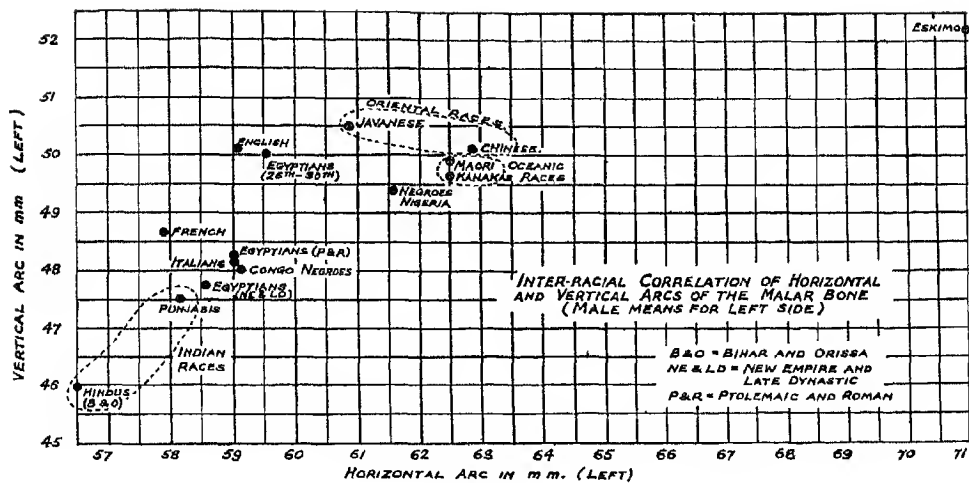 52
51
50
49
48
47
46
45
VERTICAL ARC IN mm (LEFT)
ESKIMO
ORIENTAL RACES
JAVANESE
ENGLISH
EGYPTIANS
(26TH-30TH)
CHINESE
MAORI OCEANIC
KANAKAS RACES
NEGROES
NIGERIA
FRENCH
EGYPTIANS (P&R)
ITALIANS
CONGO NEGROES
EGYPTIANS
(NE & LD)
PUNJABIS
INDIAN
RACES
HINDUS
(B & O)
INTER-RACIAL CORRELATION OF HORIZONTAL
AND VERTICAL ARCS OF THE MALAR BONE
(MALE MEANS FOR LEFT SIDE)
B&O = BIHAR AND ORISSA
NE & LD = NEW EMPIRE AND
LATE DYNASTIC
P&R = PTOLEMAIC AND ROMAN
57 58 59 60 61 62 63 64 65 66 67 68 69 70 71
HORIZONTAL ARC IN mm. (LEFT)